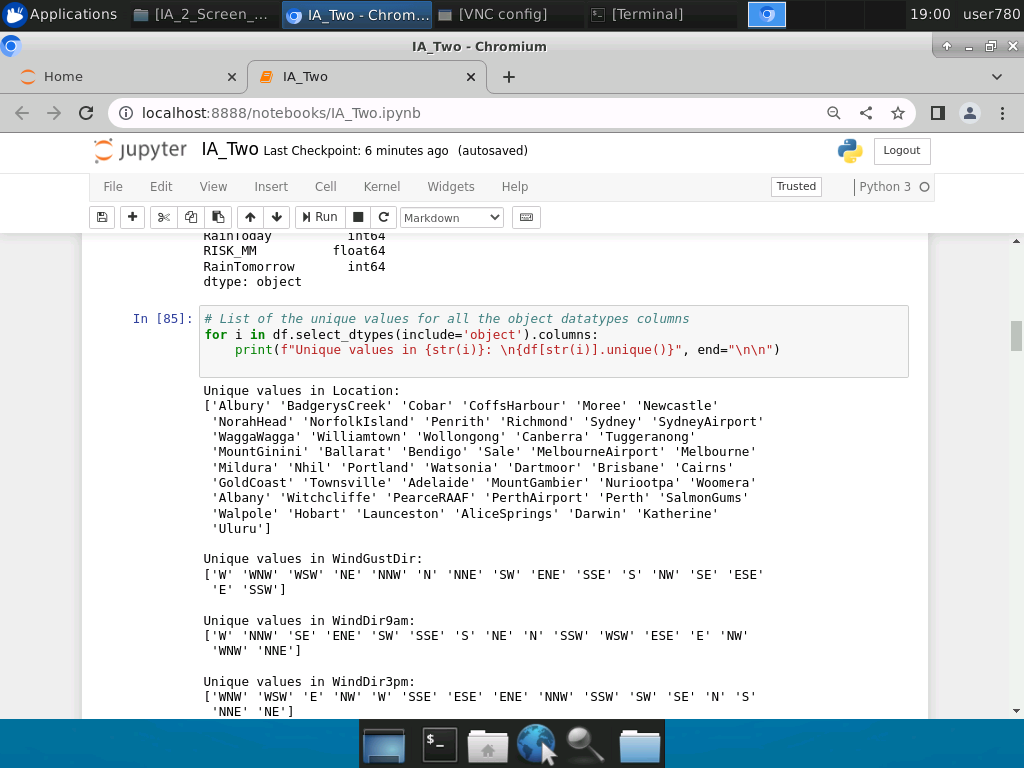 Applications [IA_2_Screen_... IA_Two - Chrom... [VNC config] [Terminal] 19:00 user780
IA_Two - Chromium
Home IA_Two
localhost:8888/notebooks/IA_Two.ipynb
jupyter IA_Two Last Checkpoint: 6 minutes ago (autosaved) Logout
File Edit View Insert Cell Kernel Widgets Help Trusted Python 3
Run Markdown
RainToday int64
RISK_MM float64
RainTomorrow int64
dtype: object
In [85]: # List of the unique values for all the object datatypes columns
for i in df.select_dtypes(include='object').columns:
print(f"Unique values in {str(i)}: \n{df[str(i)].unique()}", end="\n\n")
Unique values in Location:
['Albury' 'BadgerysCreek' 'Cobar' 'CoffsHarbour' 'Moree' 'Newcastle'
'NorahHead' 'NorfolkIsland' 'Penrith' 'Richmond' 'Sydney' 'SydneyAirport'
'WaggaWagga' 'Williamtown' 'Wollongong' 'Canberra' 'Tuggeranong'
'MountGinini' 'Ballarat' 'Bendigo' 'Sale' 'MelbourneAirport' 'Melbourne'
'Mildura' 'Nhil' 'Portland' 'Watsonia' 'Dartmoor' 'Brisbane' 'Cairns'
'GoldCoast' 'Townsville' 'Adelaide' 'MountGambier' 'Nuriootpa' 'Woomera'
'Albany' 'Witchcliffe' 'PearceRAAF' 'PerthAirport' 'Perth' 'SalmonGums'
'Walpole' 'Hobart' 'Launceston' 'AliceSprings' 'Darwin' 'Katherine'
'Uluru']
Unique values in WindGustDir:
['W' 'WNW' 'WSW' 'NE' 'NNW' 'N' 'NNE' 'SW' 'ENE' 'SSE' 'S' 'NW' 'SE' 'ESE'
'E' 'SSW']
Unique values in WindDir9am:
['W' 'NNW' 'SE' 'ENE' 'SW' 'SSE' 'S' 'NE' 'N' 'SSW' 'WSW' 'ESE' 'E' 'NW'
'WNW' 'NNE']
Unique values in WindDir3pm:
['WNW' 'WSW' 'E' 'NW' 'W' 'SSE' 'ESE' 'ENE' 'NNW' 'SSW' 'SW' 'SE' 'N' 'S'
'NNE' 'NE']
$_